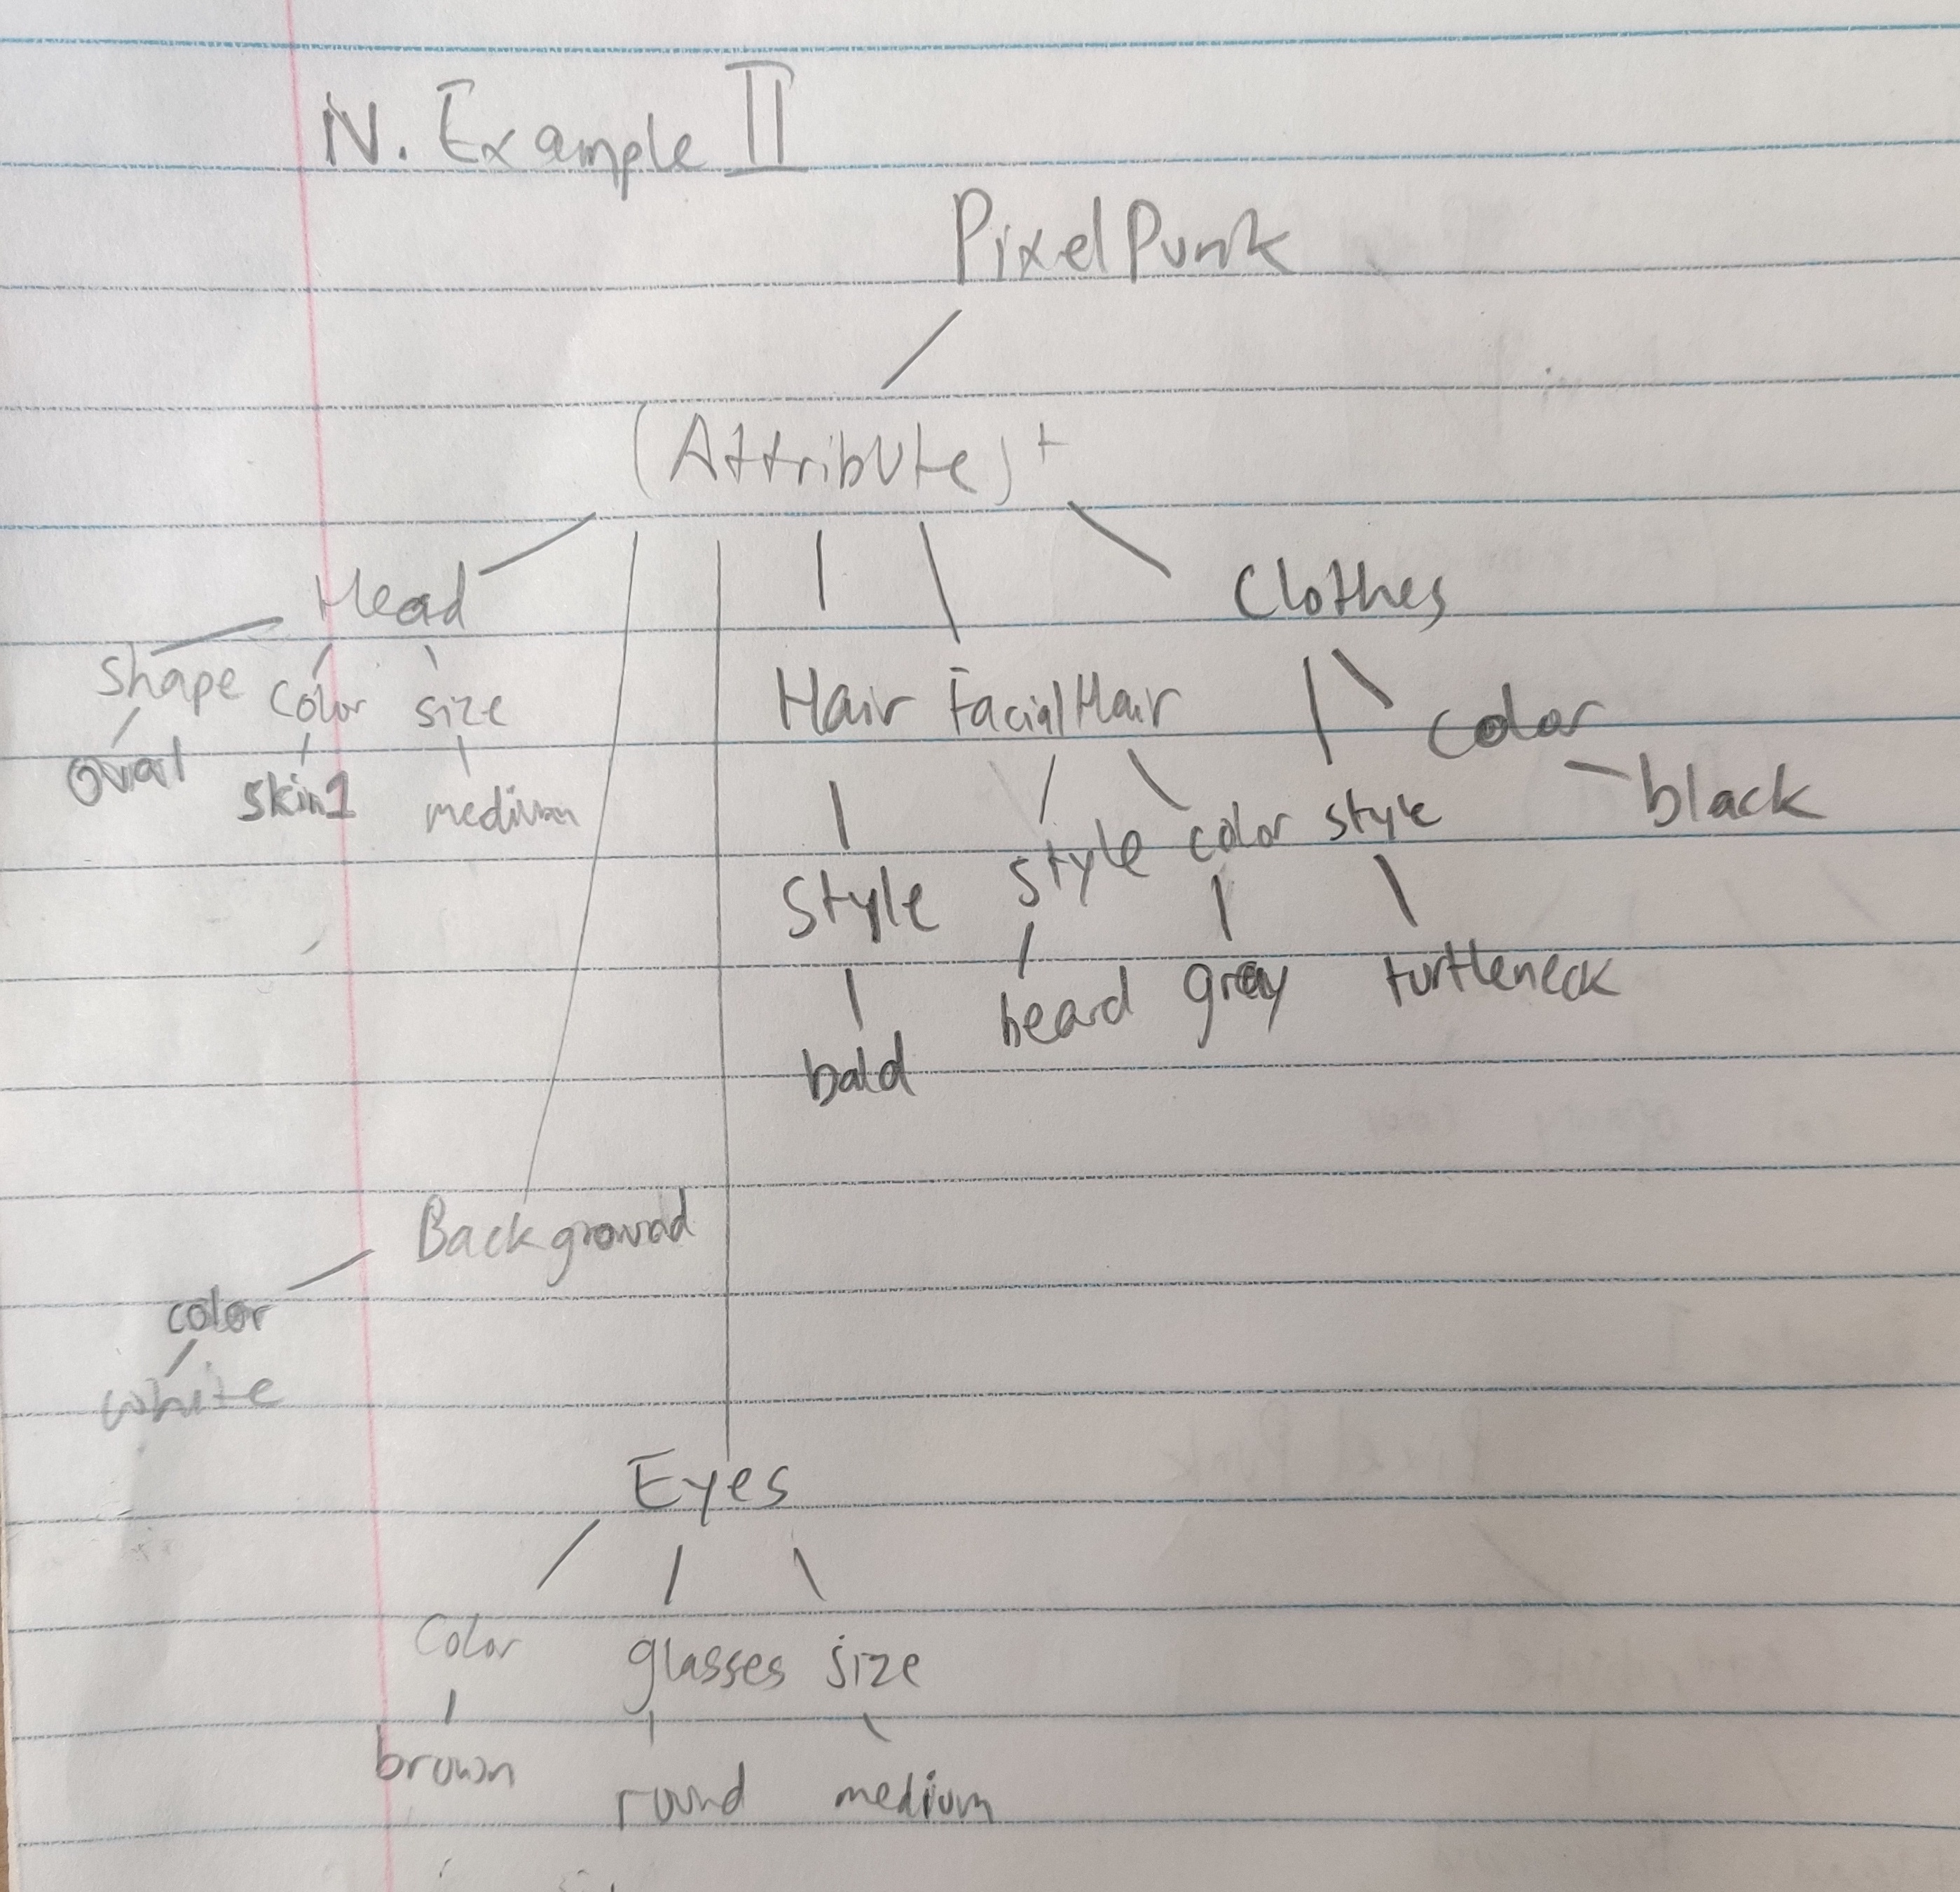 IV. Example II
PixelPunk
(Attribute)+
Head Clothes
Shape color size Hair FacialHair color
oval skin1 medium style color style black
Style beard gray turtleneck
bald
Background
color
white
Eyes
Color glasses size
brown round medium